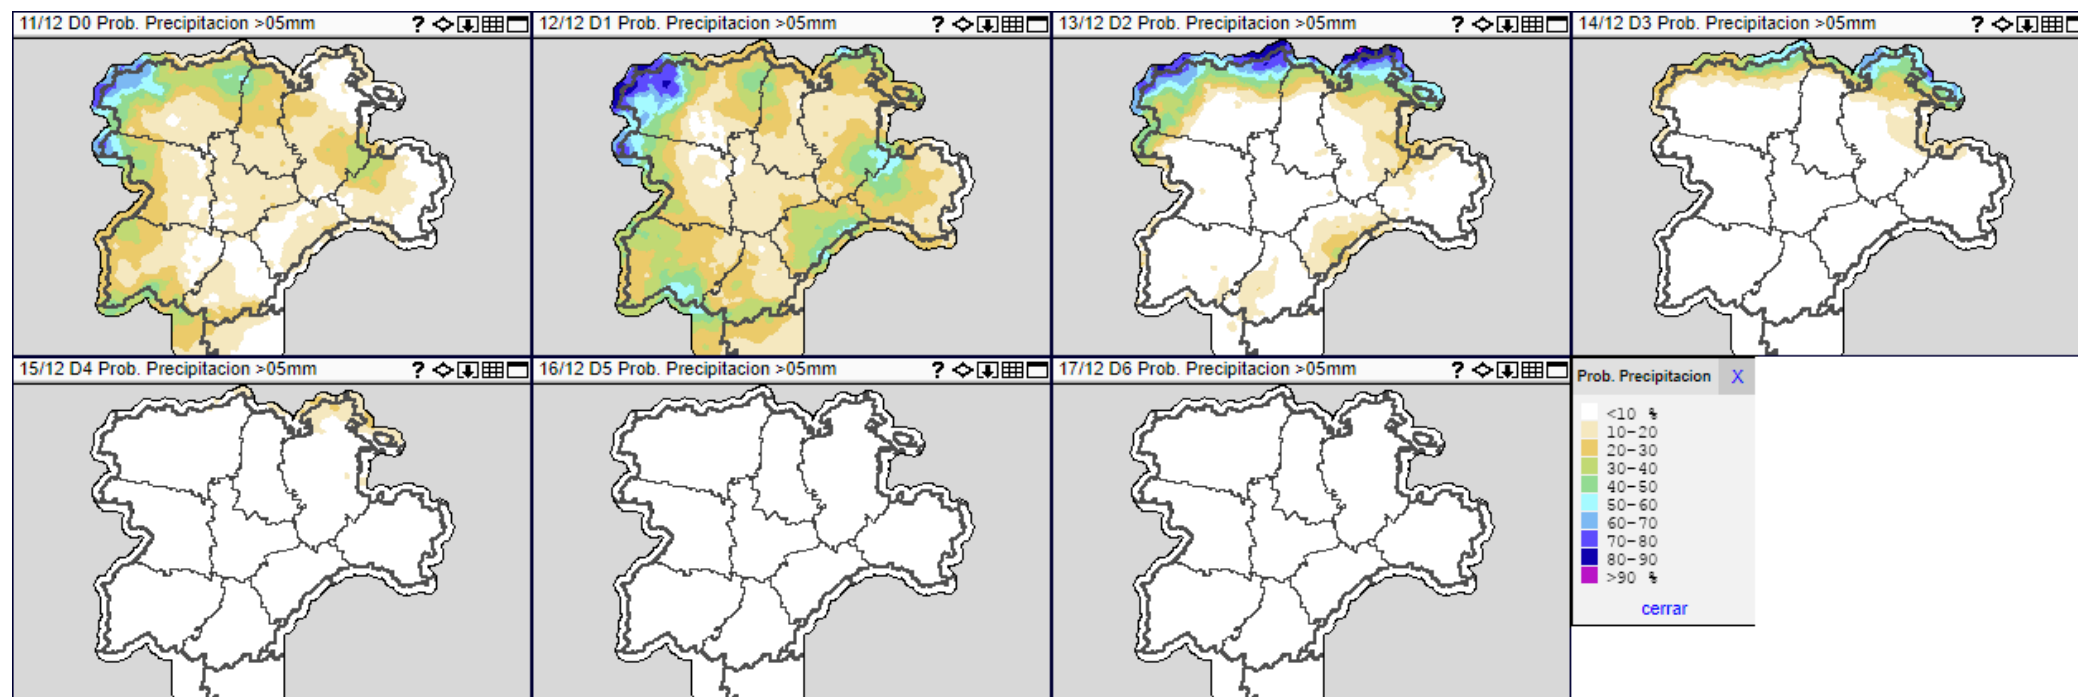 11/12 D0 Prob. Precipitacion >05mm ?
12/12 D1 Prob. Precipitacion >05mm ?
13/12 D2 Prob. Precipitacion >05mm ?
14/12 D3 Prob. Precipitacion >05mm ?
15/12 D4 Prob. Precipitacion >05mm ?
16/12 D5 Prob. Precipitacion >05mm ?
17/12 D6 Prob. Precipitacion >05mm ?
Prob. Precipitacion X
<10 %
10-20
20-30
30-40
40-50
50-60
60-70
70-80
80-90
>90 %
cerrar